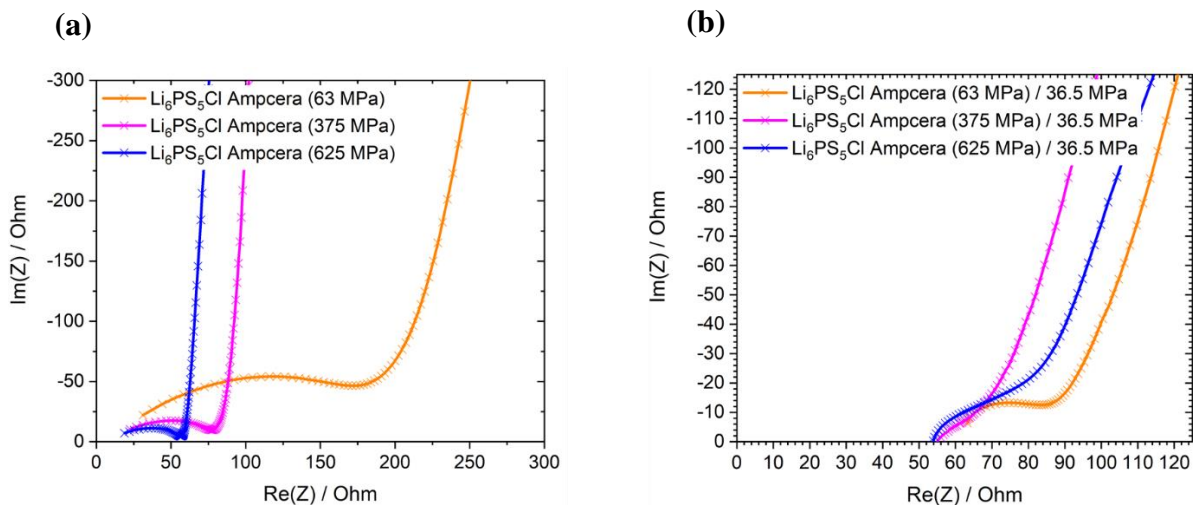 (a)
-300
-250
-200
-150
-100
-50
0
0 50 100 150 200 250 300
Im(Z) / Ohm
Re(Z) / Ohm
Li₆PS₅Cl Ampcera (63 MPa)
Li₆PS₅Cl Ampcera (375 MPa)
Li₆PS₅Cl Ampcera (625 MPa)
(b)
-120
-110
-100
-90
-80
-70
-60
-50
-40
-30
-20
-10
0
0 10 20 30 40 50 60 70 80 90 100 110 120
Im(Z) / Ohm
Re(Z) / Ohm
Li₆PS₅Cl Ampcera (63 MPa) / 36.5 MPa
Li₆PS₅Cl Ampcera (375 MPa) / 36.5 MPa
Li₆PS₅Cl Ampcera (625 MPa) / 36.5 MPa